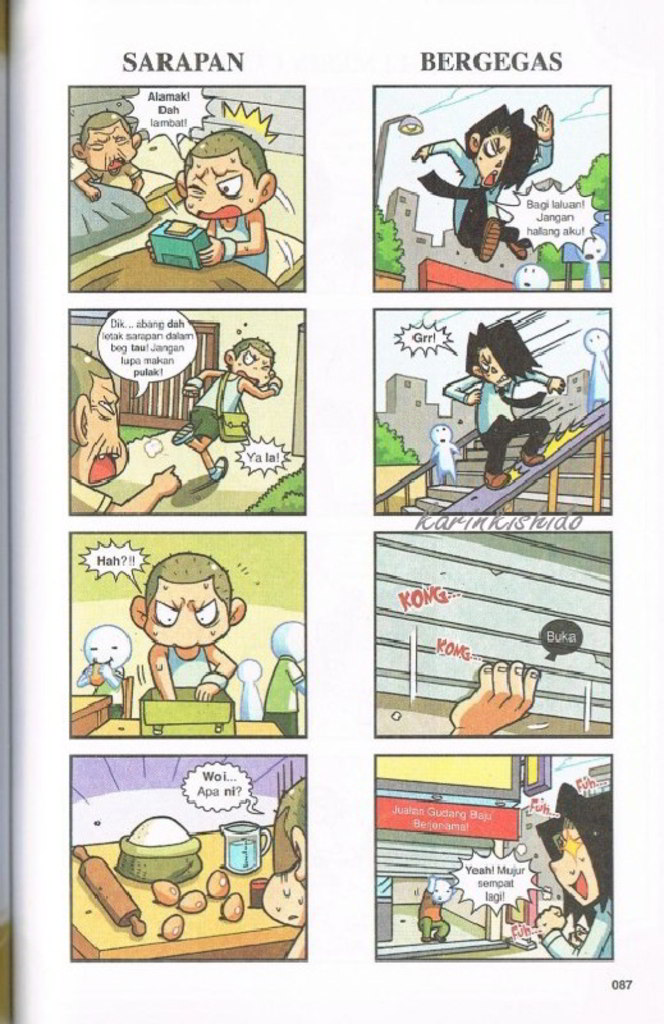 SARAPAN
Alamak!
Dah
lambat!
Dik... abang dah
letak sarapan dalam
beg tau! Jangan
lupa makan
pulak!
Ya la!
Hah?!!
Woi...
Apa ni?
BERGEGAS
Bagi laluan!
Jangan
hallang aku!
Grr!
karinkishido
KONG...
KONG...
Buka
Jualan Gudang Baju
Berjenama!
Fuh...
Fuh...
Yeah! Mujur
sempat
lagi!
Fuh...
087